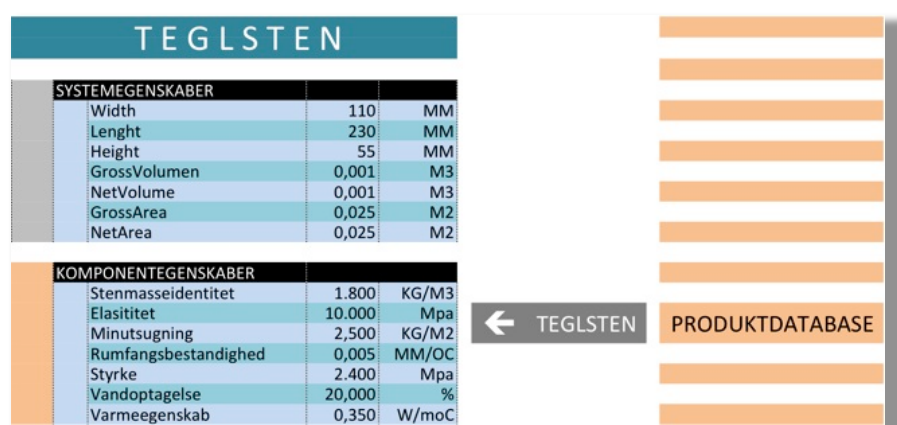 TEGLSTEN
SYSTEMEGENSKABER
Width 110 MM
Lenght 230 MM
Height 55 MM
GrossVolumen 0,001 M3
NetVolume 0,001 M3
GrossArea 0,025 M2
NetArea 0,025 M2
KOMPONENTEGENSKABER
Stenmasseidentitet 1.800 KG/M3
Elasititet 10.000 Mpa
Minutsugning 2,500 KG/M2
Rumfangsbestandighed 0,005 MM/OC
Styrke 2.400 Mpa
Vandoptagelse 20,000 %
Varmeegenskab 0,350 W/moC
TEGLSTEN
PRODUKTDATABASE